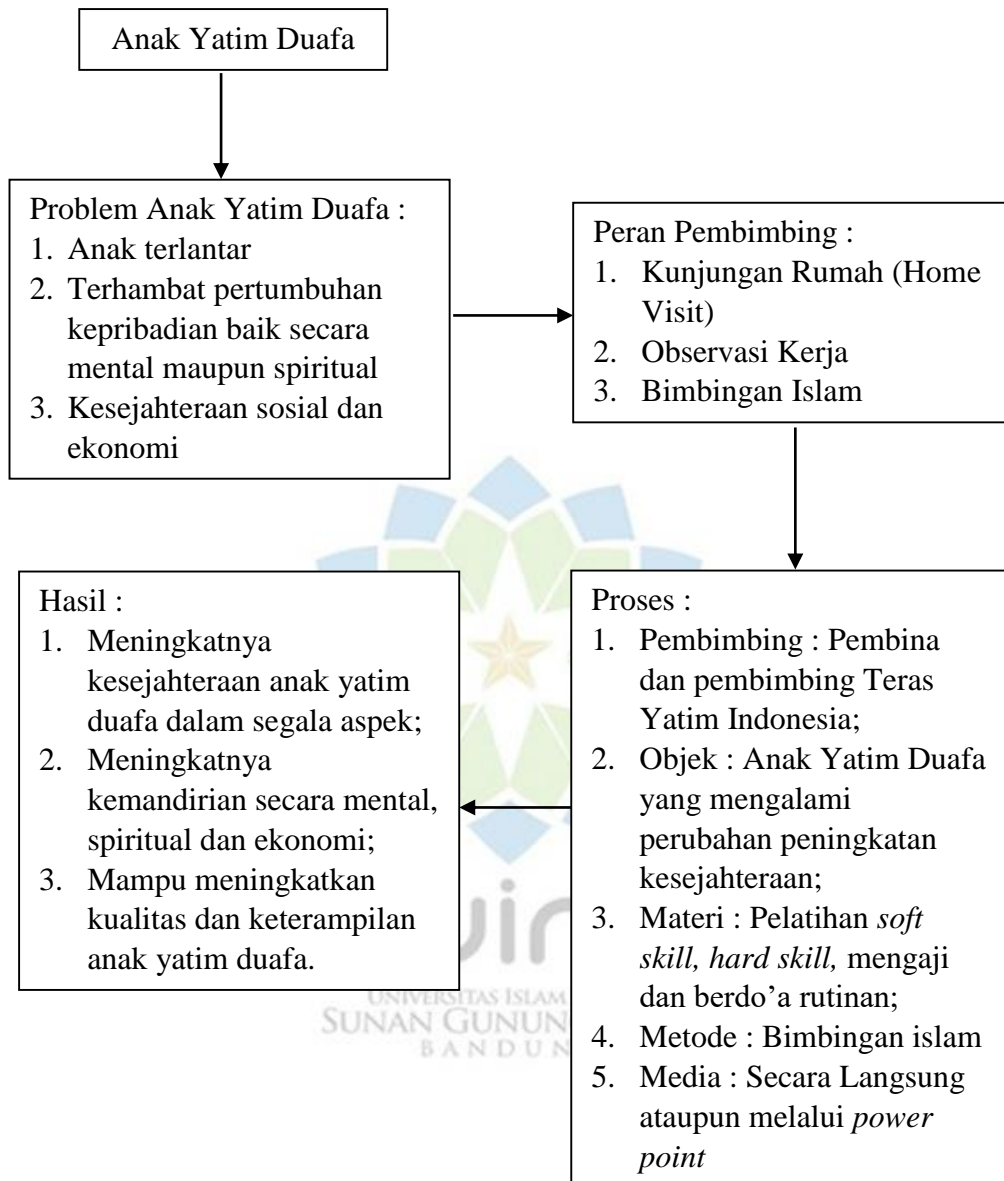 Anak Yatim Duafa
Problem Anak Yatim Duafa :
1. Anak terlantar
2. Terhambat pertumbuhan
kepribadian baik secara
mental maupun spiritual
3. Kesejahteraan sosial dan
ekonomi
Peran Pembimbing :
1. Kunjungan Rumah (Home
Visit)
2. Observasi Kerja
3. Bimbingan Islam
Proses :
1. Pembimbing : Pembina
dan pembimbing Teras
Yatim Indonesia;
2. Objek : Anak Yatim Duafa
yang mengalami
perubahan peningkatan
kesejahteraan;
3. Materi : Pelatihan soft
skill, hard skill, mengaji
dan berdo’a rutinan;
4. Metode : Bimbingan islam
5. Media : Secara Langsung
ataupun melalui power
point
Hasil :
1. Meningkatnya
kesejahteraan anak yatim
duafa dalam segala aspek;
2. Meningkatnya
kemandirian secara mental,
spiritual dan ekonomi;
3. Mampu meningkatkan
kualitas dan keterampilan
anak yatim duafa.
UNIVERSITAS ISLAM
SUNAN